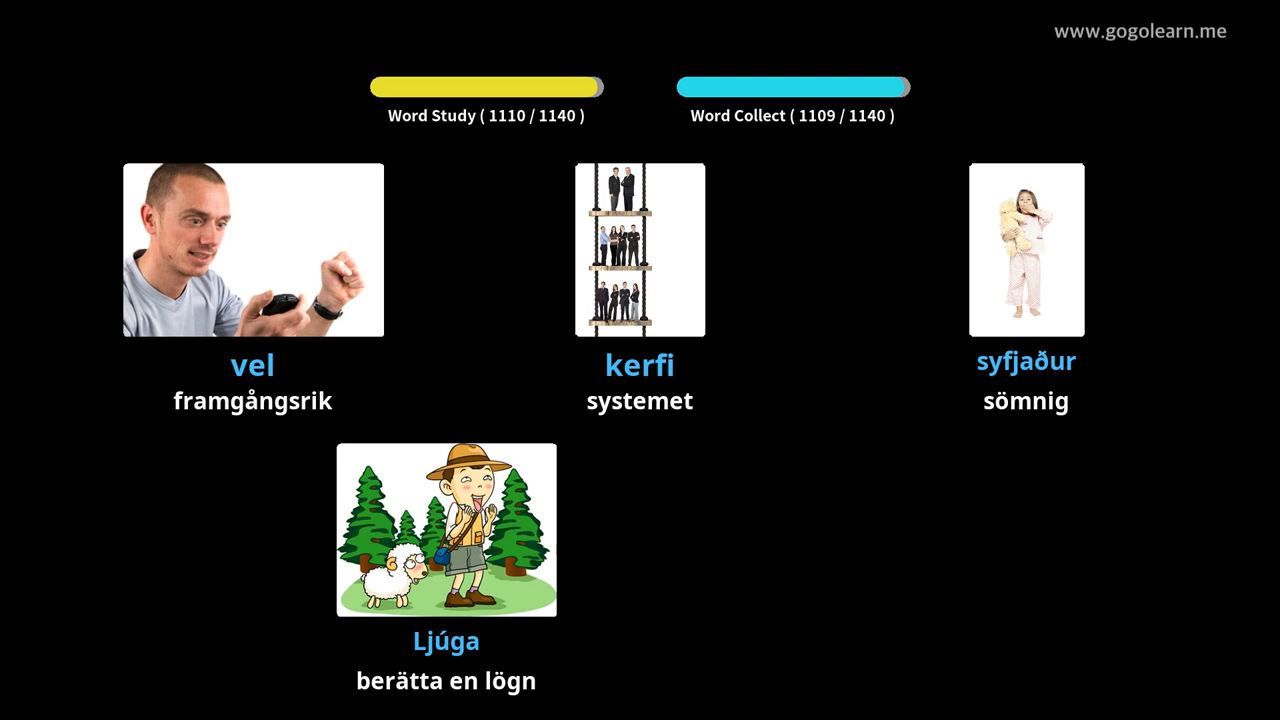 www.gogolearn.me
Word Study ( 1110 / 1140 )
Word Collect ( 1109 / 1140 )
vel
framgångsrik
kerfi
systemet
syfjaður
sömnig
Ljúga
berätta en lögn